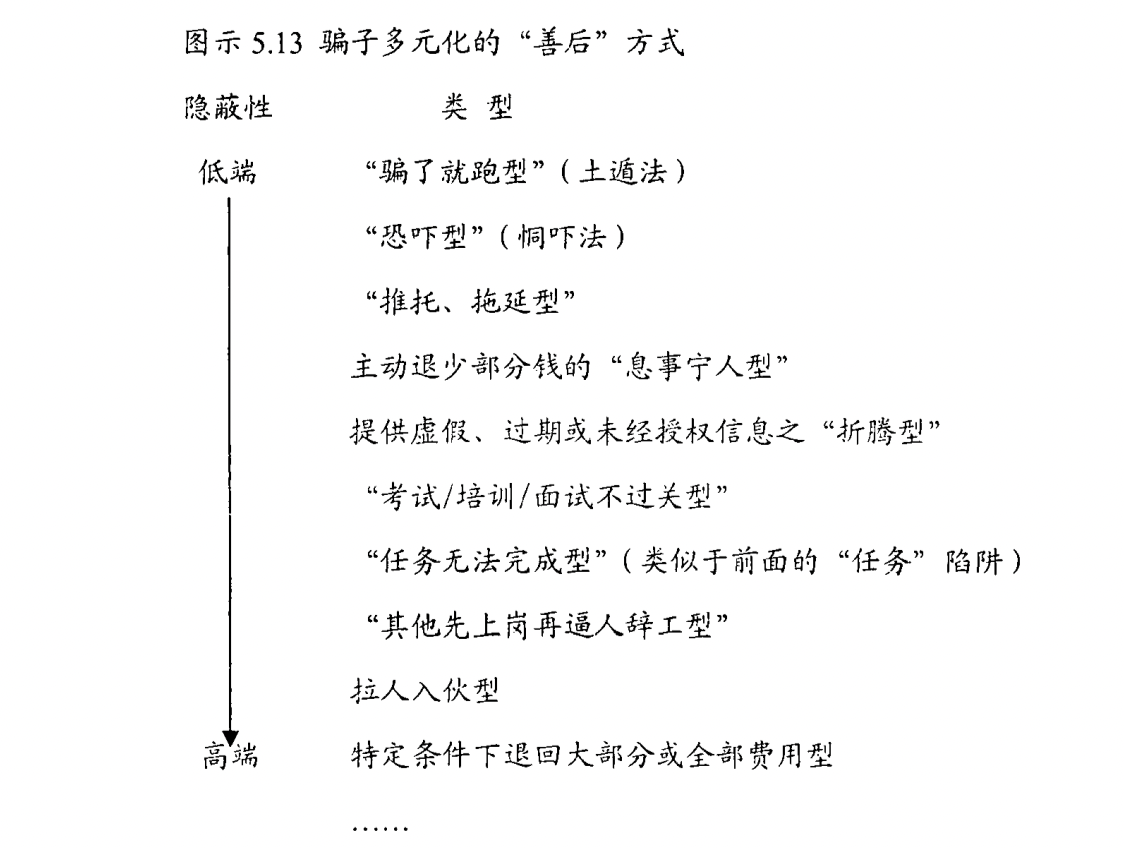 图示 5.13 骗子多元化的“善后”方式
隐蔽性 类 型
低端 “骗了就跑型”（土遁法）
“恐吓型”（恫吓法）
“推托、拖延型”
主动退少部分钱的“息事宁人型”
提供虚假、过期或未经授权信息之“折腾型”
“考试/培训/面试不过关型”
“任务无法完成型”（类似于前面的“任务”陷阱）
“其他先上岗再逼人辞工型”
拉人入伙型
高端 特定条件下退回大部分或全部费用型
……